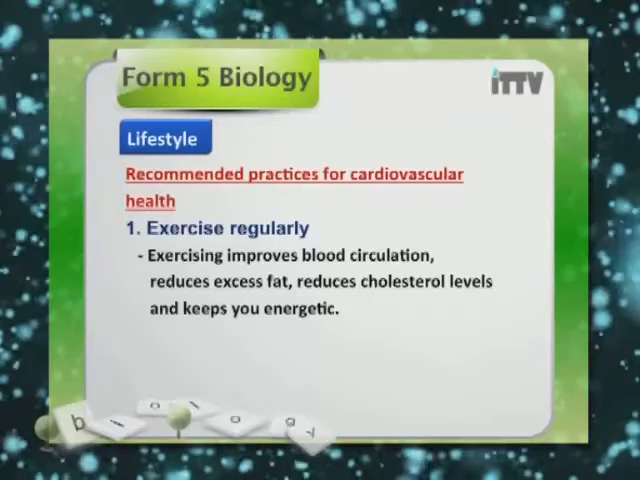 Form 5 Biology
iTTV
Lifestyle
Recommended practices for cardiovascular
health
1. Exercise regularly
- Exercising improves blood circulation,
reduces excess fat, reduces cholesterol levels
and keeps you energetic.
b i o l o g y